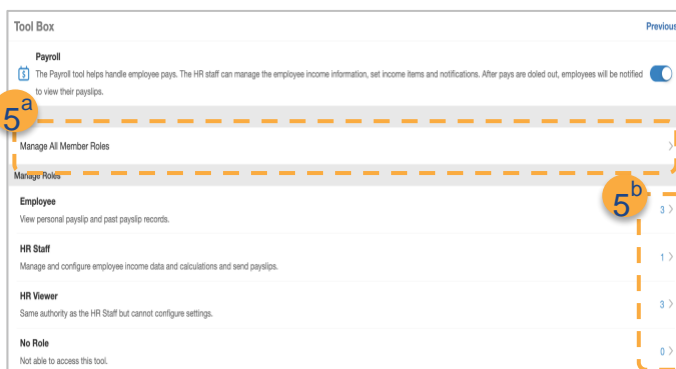 Tool Box
Previous
Payroll
The Payroll tool helps handle employee pays. The HR staff can manage the employee income information, set income items and notifications. After pays are doled out, employees will be notified
to view their payslips.
5a
Manage All Member Roles
Manage Roles
5b
Employee
3
View personal payslip and past payslip records.
HR Staff
1
Manage and configure employee income data and calculations and send payslips.
HR Viewer
3
Same authority as the HR Staff but cannot configure settings.
No Role
0
Not able to access this tool.